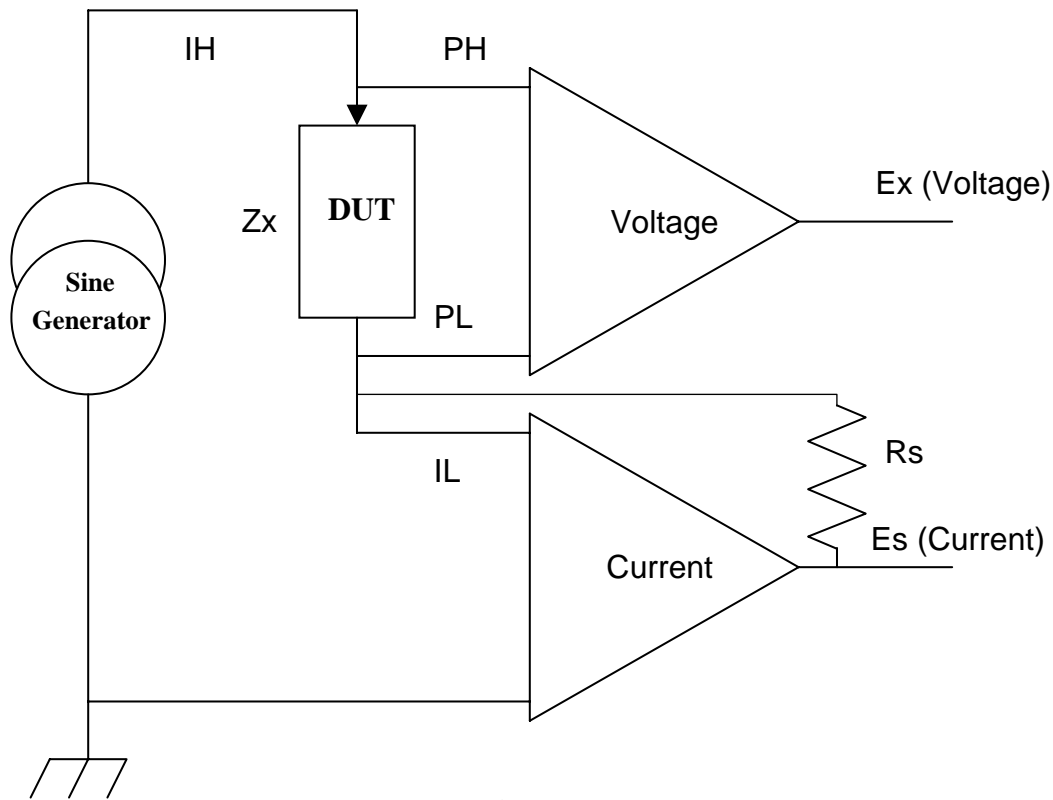 IH
PH
Ex (Voltage)
DUT
Zx
Voltage
Sine
Generator
PL
Rs
IL
Es (Current)
Current